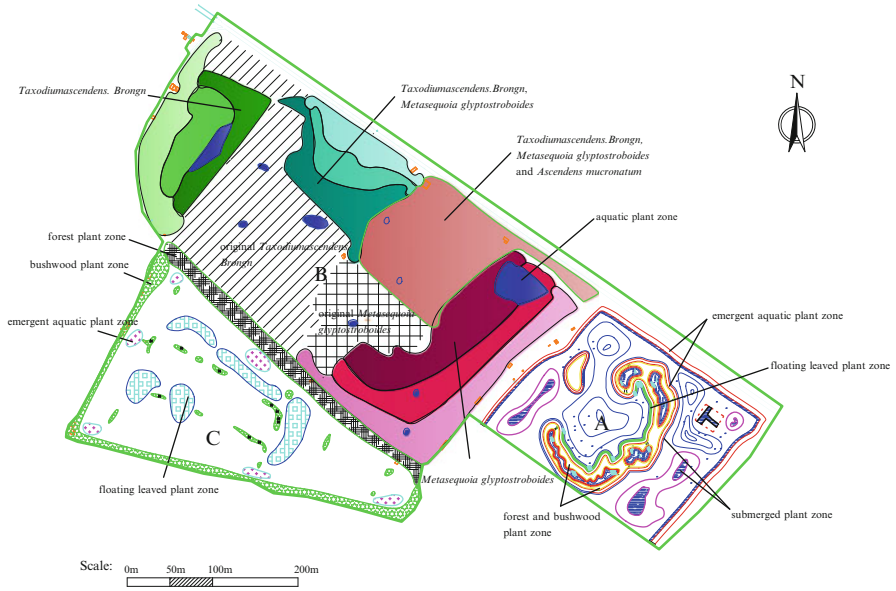 Taxodiumascendens. Brongn
Taxodiumascendens.Brongn,
Metasequoia glyptostroboides
N
Taxodiumascendens.Brongn,
Metasequoia glyptostroboides
and Ascendens mucronatum
aquatic plant zone
forest plant zone
bushwood plant zone
original Taxodiumascendens
Brongn
B
emergent aquatic plant zone
original Metasequoia
glyptostroboides
emergent aquatic plant zone
floating leaved plant zone
A
C
floating leaved plant zone
Metasequoia glyptostroboides
forest and bushwood
plant zone
submerged plant zone
Scale:
0m 50m 100m 200m